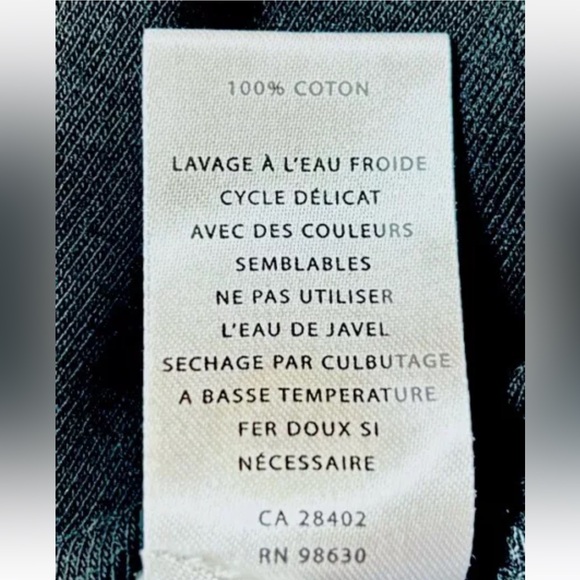 100% COTON
LAVAGE À L'EAU FROIDE
CYCLE DÉLICAT
AVEC DES COULEURS
SEMBLABLES
NE PAS UTILISER
L'EAU DE JAVEL
SECHAGE PAR CULBUTAGE
A BASSE TEMPERATURE
FER DOUX SI
NÉCESSAIRE
CA 28402
RN 98630